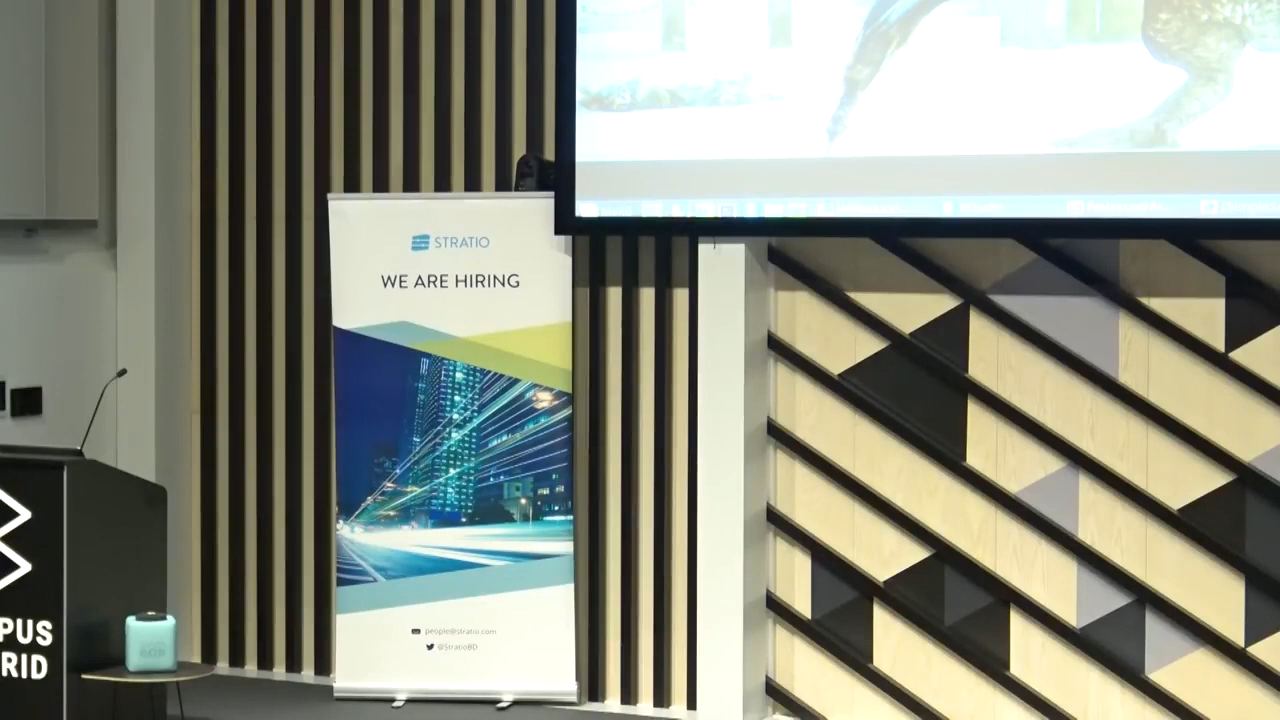 STRATIO
WE ARE HIRING
people@stratio.com
@StratioBD
PUS
RID